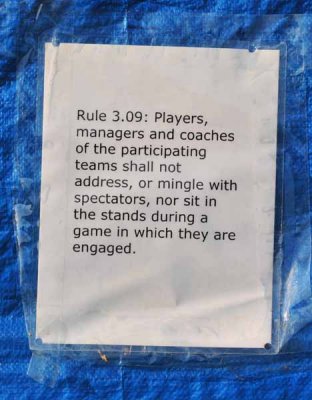 Rule 3.09: Players,
managers and coaches
of the participating
teams shall not
address, or mingle with
spectators, nor sit in
the stands during a
game in which they are
engaged.